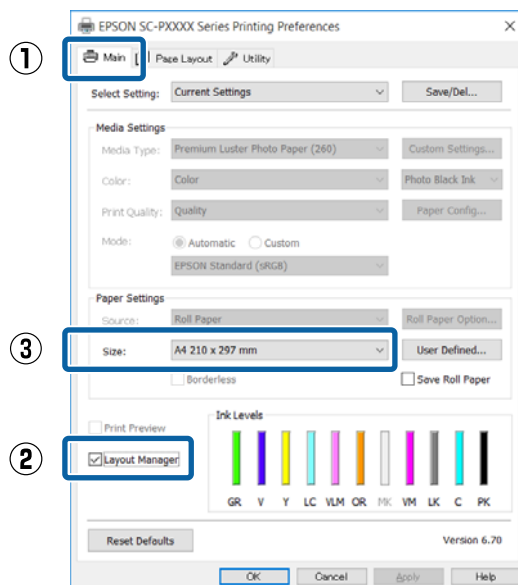 EPSON SC-PXXXX Series Printing Preferences
① Main Page Layout Utility
Select Setting: Current Settings Save/Del...
Media Settings
Media Type: Premium Luster Photo Paper (260) Custom Settings...
Color: Color Photo Black Ink
Print Quality: Quality Paper Config...
Mode: Automatic Custom
EPSON Standard (sRGB)
Paper Settings
Source: Roll Paper Roll Paper Option...
③ Size: A4 210 x 297 mm User Defined...
Borderless Save Roll Paper
Print Preview Ink Levels
② Layout Manager
GR V Y LC VLM OR MK VM LK C PK
Reset Defaults Version 6.70
OK Cancel Apply Help